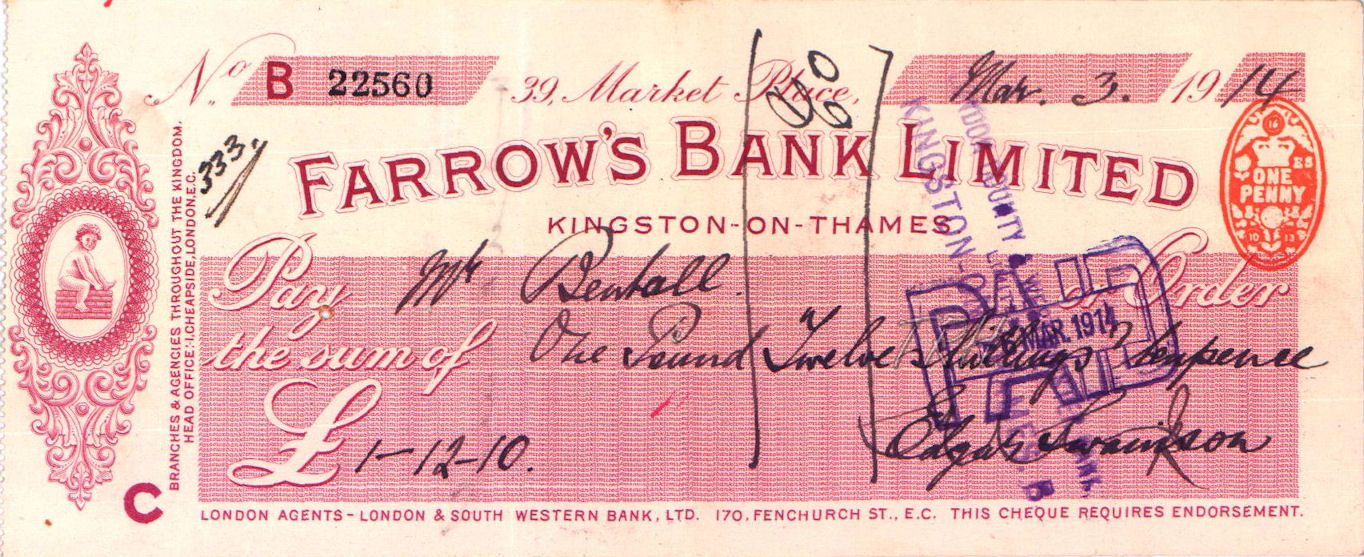 No. B 22560 39, Market Place, Mar. 3. 1914
333.
FARROW'S BANK LIMITED
KINGSTON-ON-THAMES
ONE PENNY
BRANCHES & AGENCIES THROUGHOUT THE KINGDOM.
HEAD OFFICE:1,CHEAPSIDE,LONDON,E.C.
Pay Mr Bentall. or Order
the sum of One Pound Twelve Shillings & tenpence
£ 1-12-10.
PAID
MAR 1914
KINGSTON-
Edgar Swainson
C
LONDON AGENTS - LONDON & SOUTH WESTERN BANK, LTD. 170, FENCHURCH ST., E.C. THIS CHEQUE REQUIRES ENDORSEMENT.